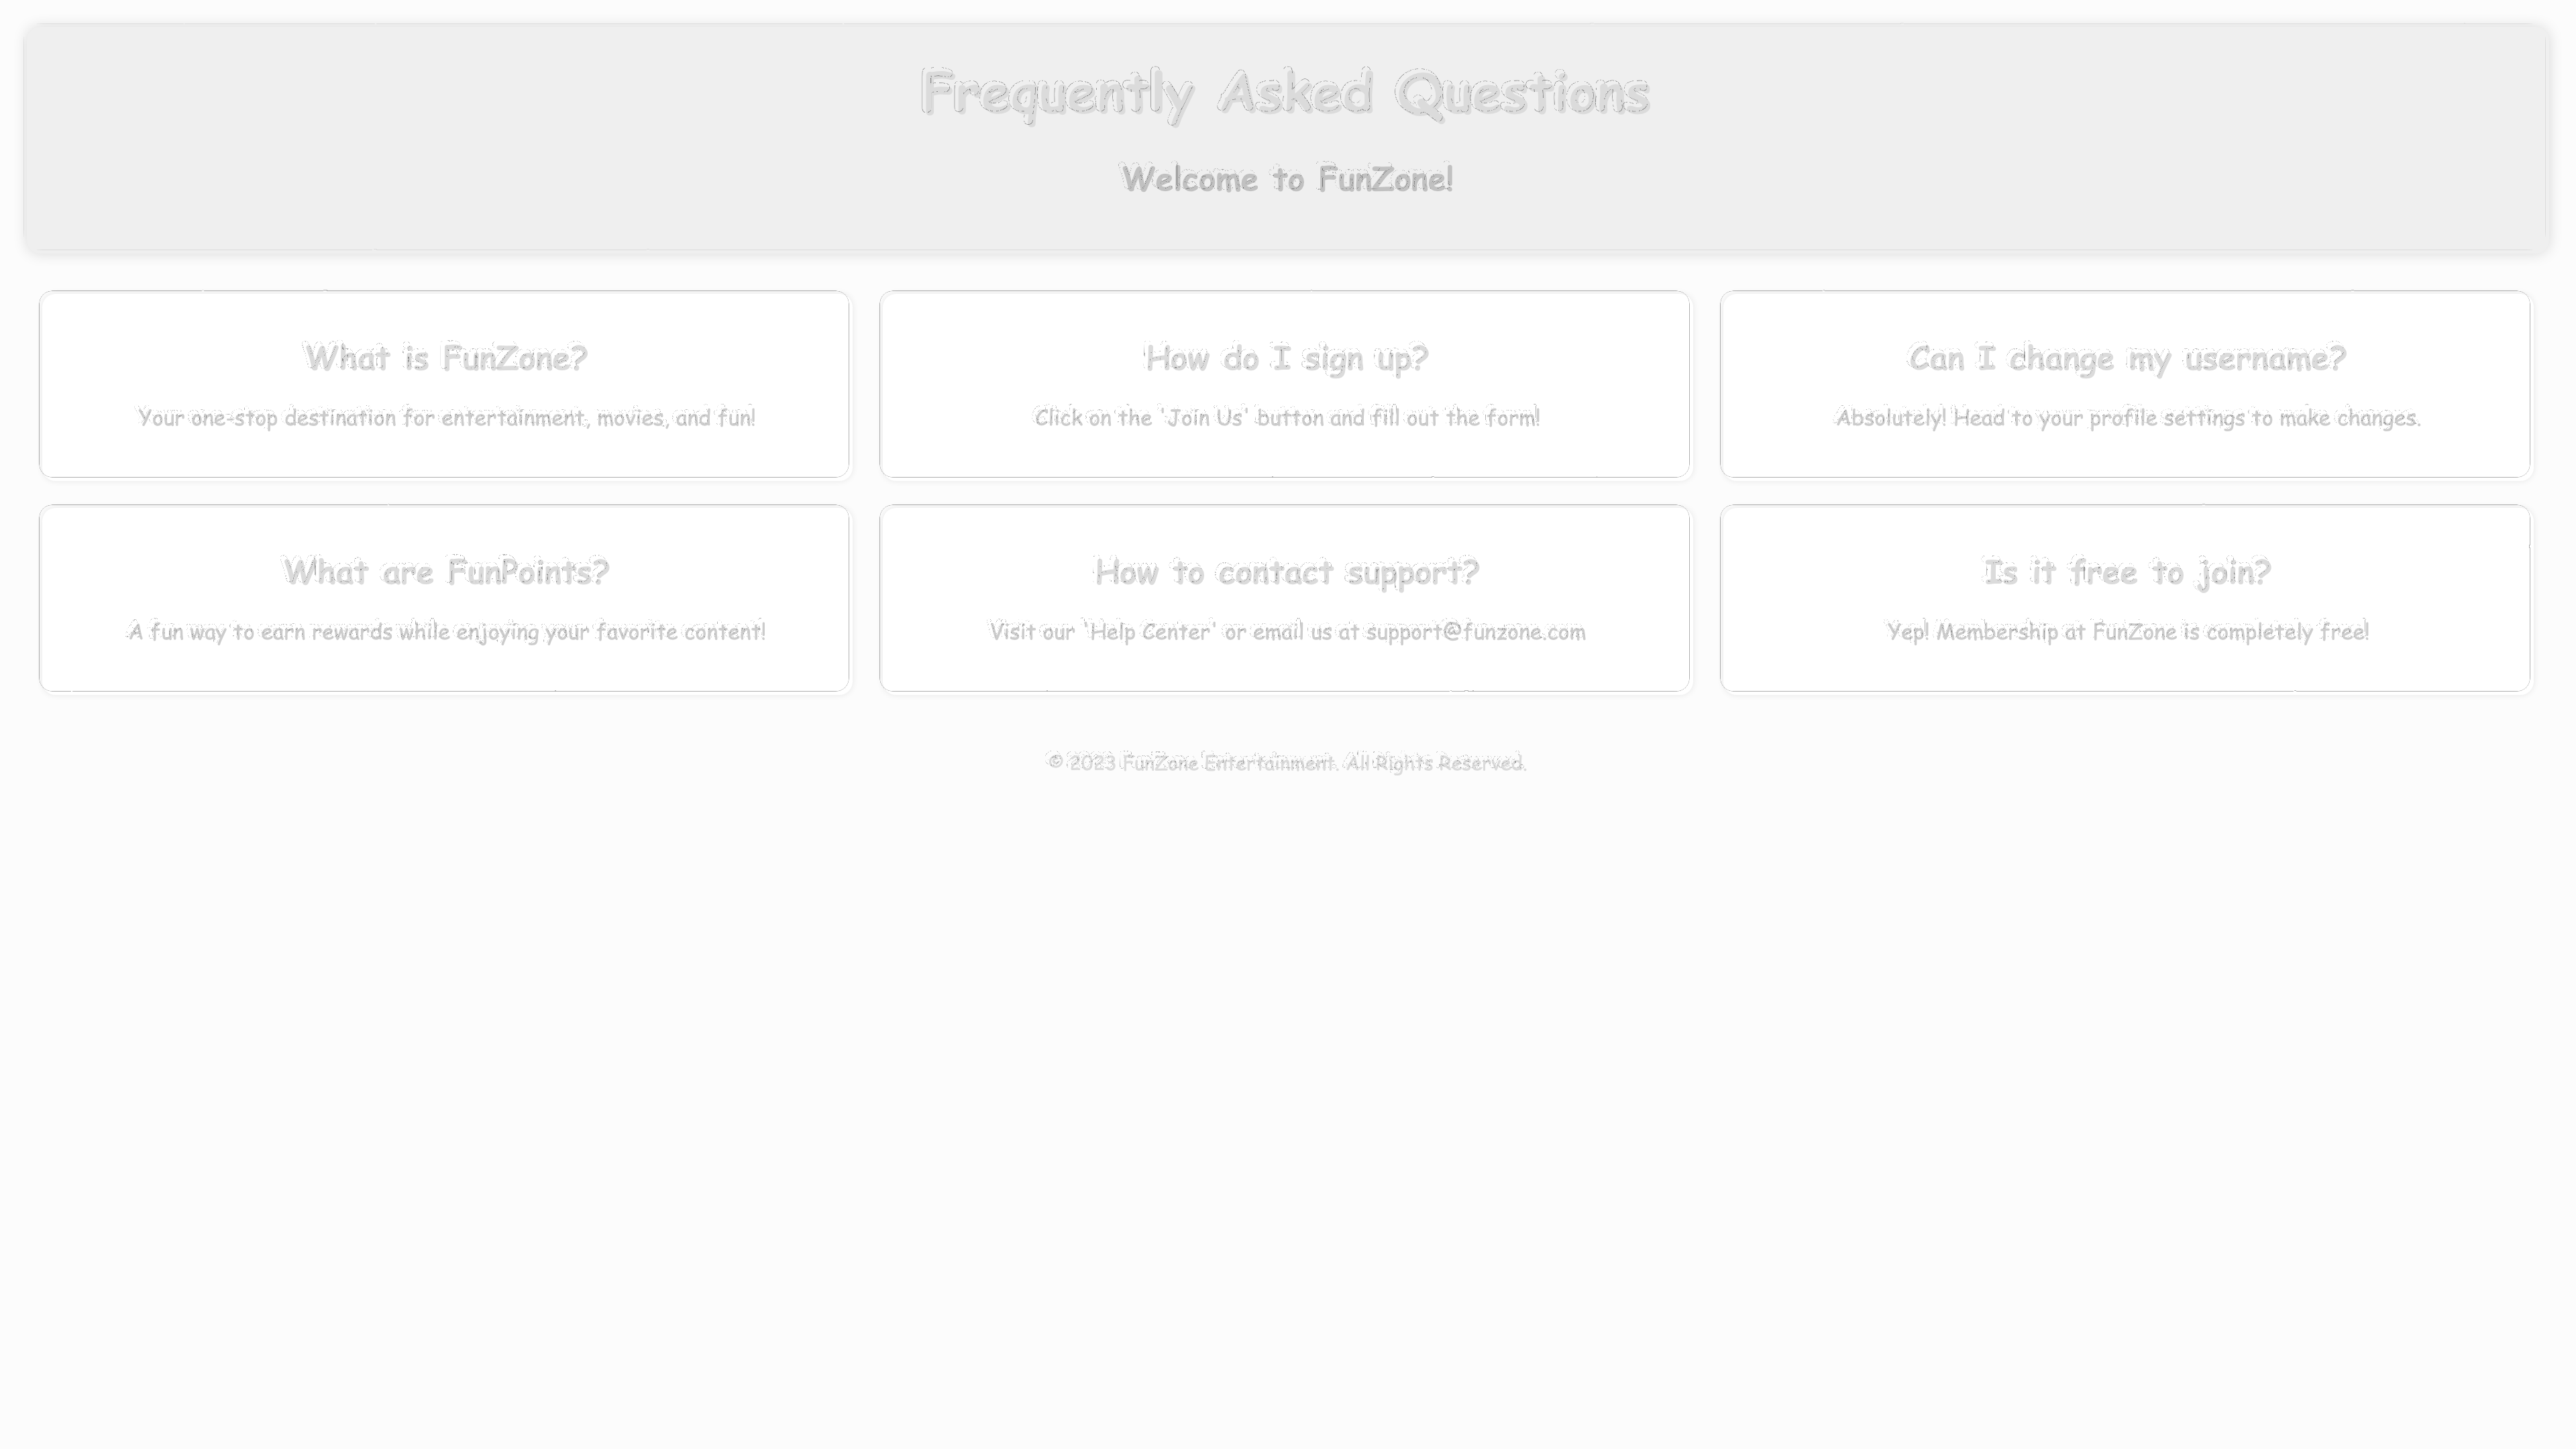 Frequently Asked Questions
Welcome to FunZone!
What is FunZone?
Your one-stop destination for entertainment, movies, and fun!
How do I sign up?
Click on the 'Join Us' button and fill out the form!
Can I change my username?
Absolutely! Head to your profile settings to make changes.
What are FunPoints?
A fun way to earn rewards while enjoying your favorite content!
How to contact support?
Visit our 'Help Center' or email us at support@funzone.com
Is it free to join?
Yep! Membership at FunZone is completely free!
© 2023 FunZone Entertainment. All Rights Reserved.